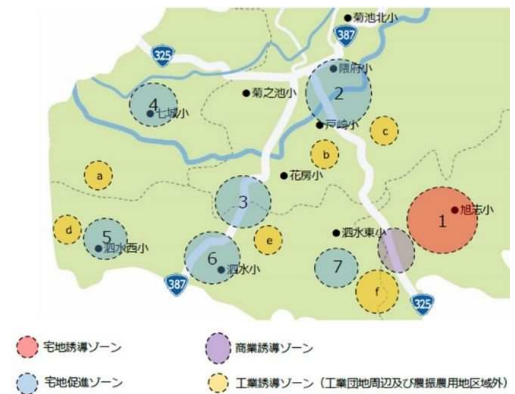 菊池北小
387
325
隈府小
2
菊之池小
4
七城小
戸崎小
c
b
a
花房小
3
旭志小
1
d
5
泗水西小
e
泗水東小
6
泗水小
7
f
387
325
宅地誘導ゾーン
商業誘導ゾーン
宅地促進ゾーン
工業誘導ゾーン（工業団地周辺及び農振農用地区域外）